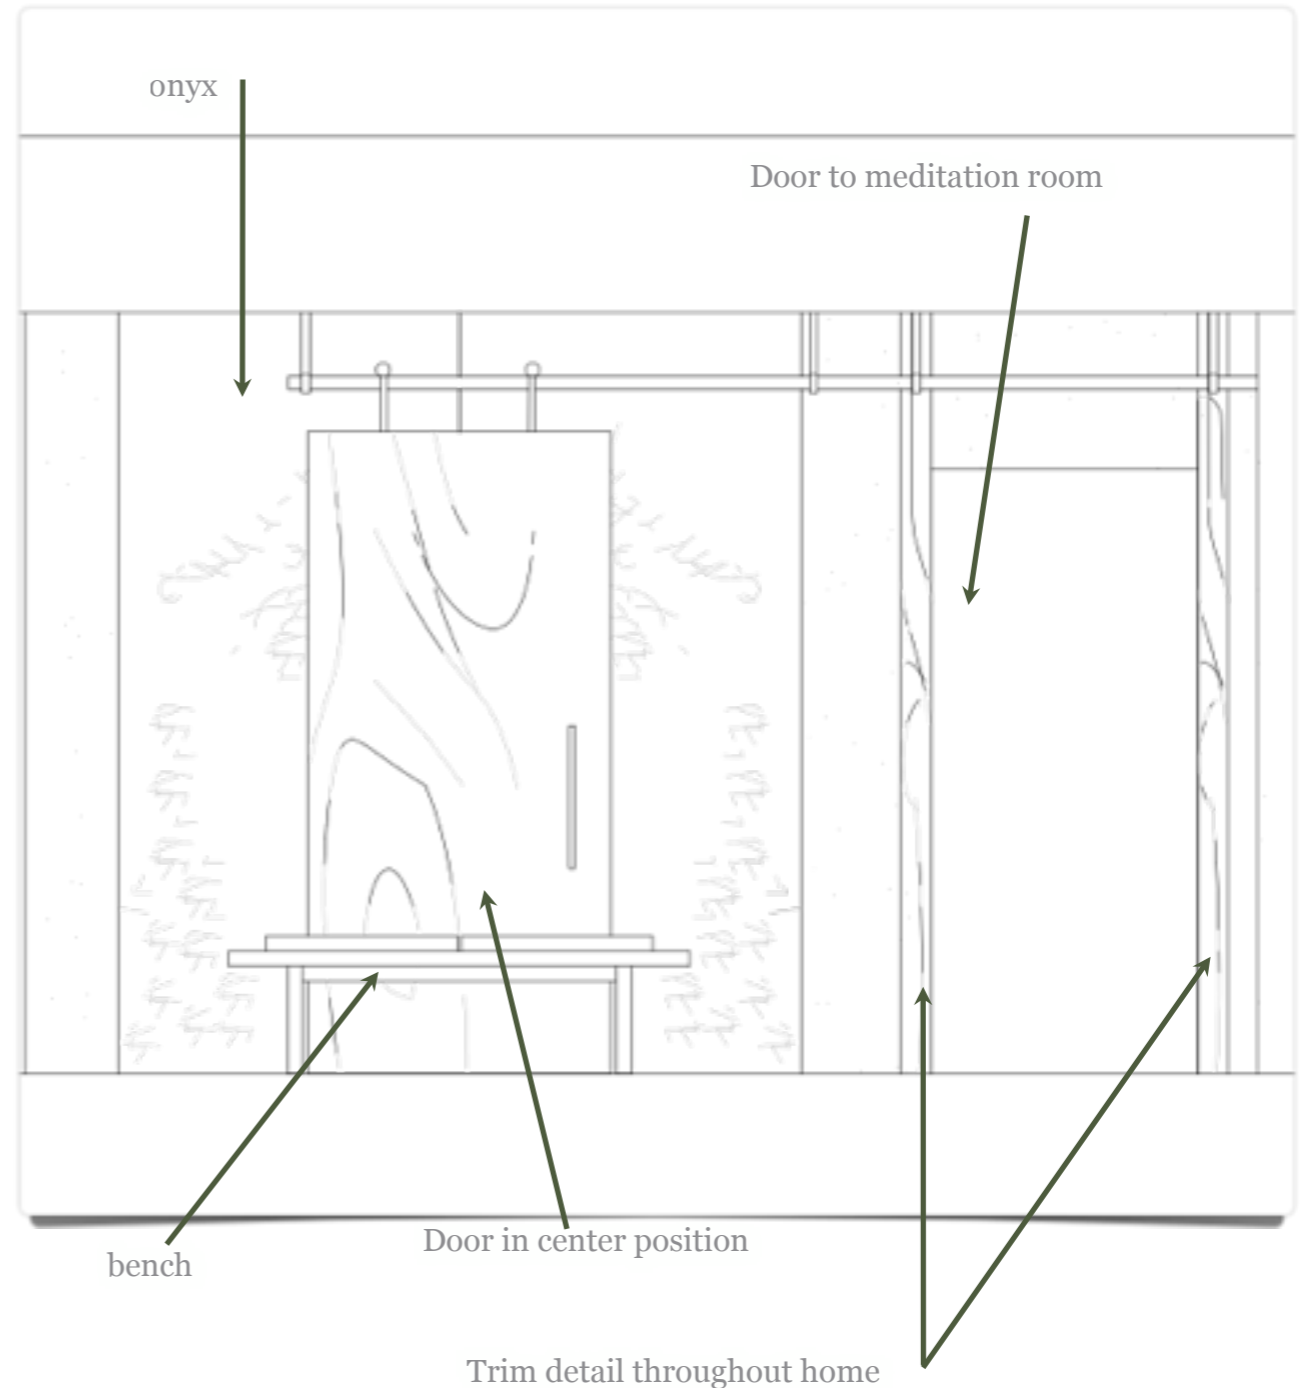 onyx
Door to meditation room
Door in center position
bench
Trim detail throughout home